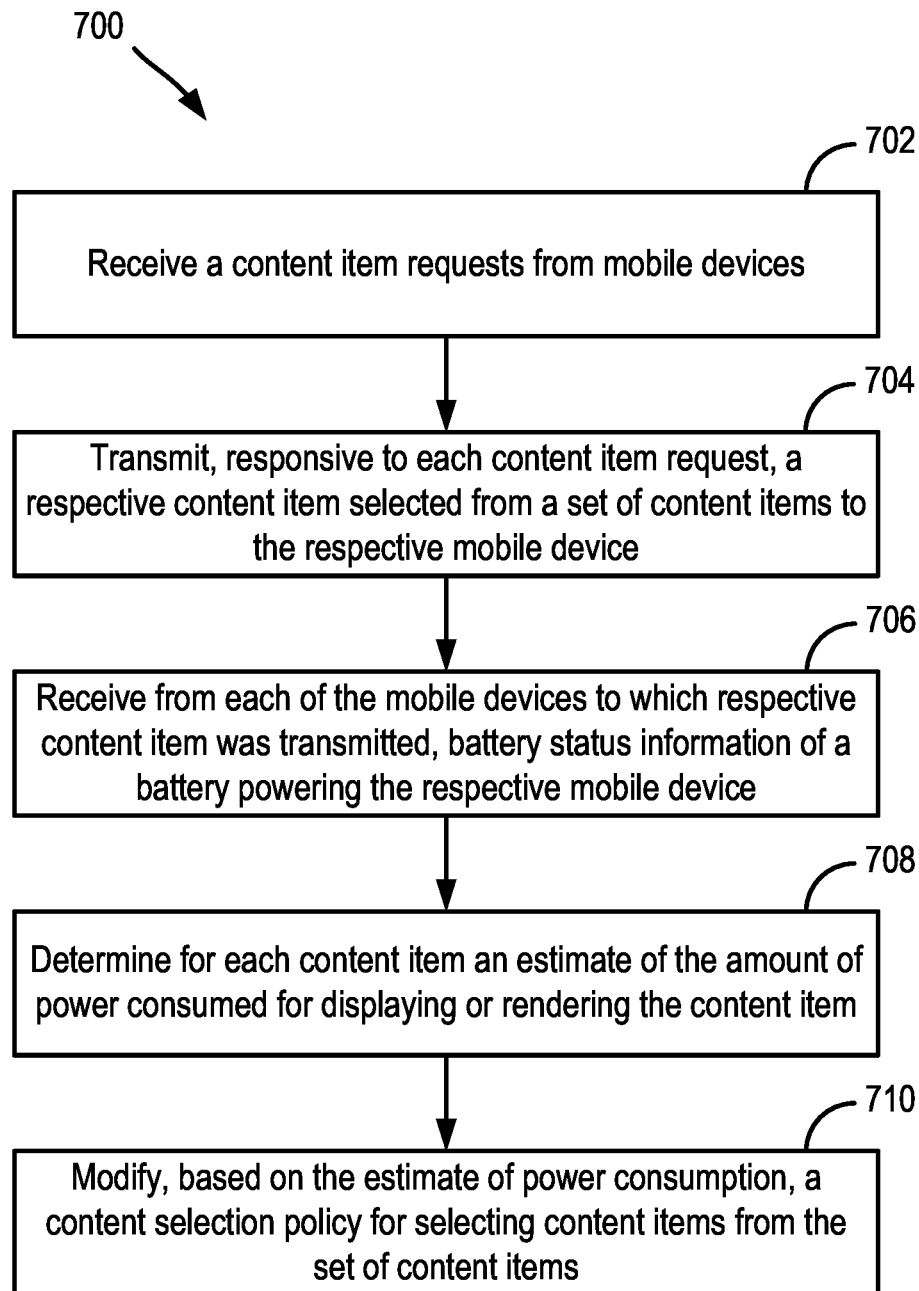 700
702
Receive a content item requests from mobile devices
704
Transmit, responsive to each content item request, a
respective content item selected from a set of content items to
the respective mobile device
706
Receive from each of the mobile devices to which respective
content item was transmitted, battery status information of a
battery powering the respective mobile device
708
Determine for each content item an estimate of the amount of
power consumed for displaying or rendering the content item
710
Modify, based on the estimate of power consumption, a
content selection policy for selecting content items from the
set of content items